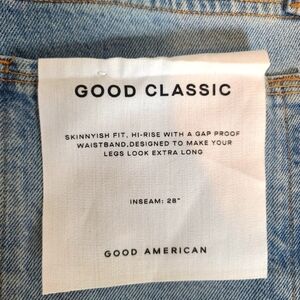 GOOD CLASSIC
SKINNYISH FIT, HI-RISE WITH A GAP PROOF
WAISTBAND,DESIGNED TO MAKE YOUR
LEGS LOOK EXTRA LONG
INSEAM: 28"
GOOD AMERICAN